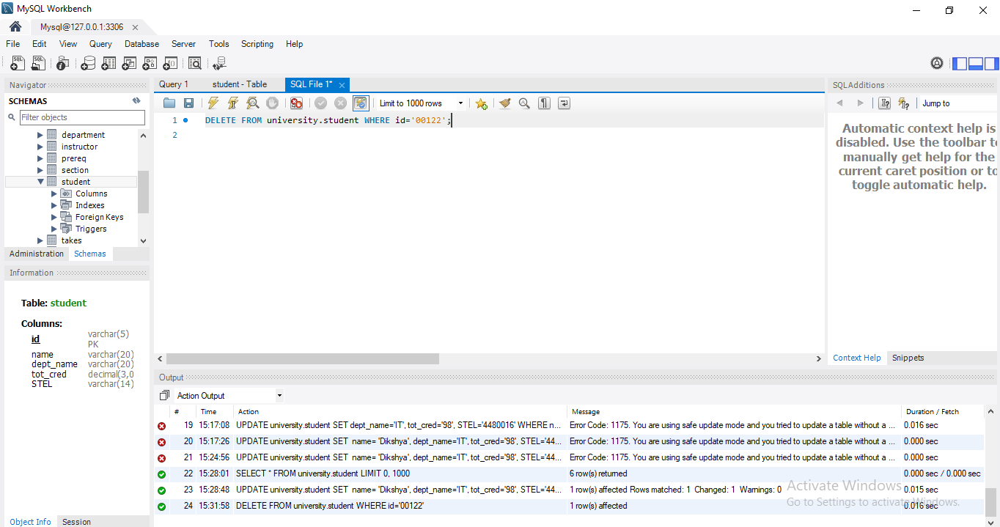 MySQL Workbench
Mysql@127.0.0.1:3306
File Edit View Query Database Server Tools Scripting Help
Navigator
SCHEMAS
Filter objects
department
instructor
prereq
section
student
Columns
Indexes
Foreign Keys
Triggers
takes
Administration Schemas
Information
Table: student
Columns:
id varchar(5)
PK
name varchar(20)
dept_name varchar(20)
tot_cred decimal(3,0
STEL varchar(14)
Object Info Session
Query 1 student - Table SQL File 1*
Limit to 1000 rows
1 DELETE FROM university.student WHERE id='00122';
2
SQLAdditions
Jump to
Automatic context help is
disabled. Use the toolbar t
manually get help for the
current caret position or to
toggle automatic help.
Context Help Snippets
Output
Action Output
# Time Action Message Duration / Fetch
19 15:17:08 UPDATE university.student SET dept_name='IT', tot_cred='98', STEL='4480016' WHERE n... Error Code: 1175. You are using safe update mode and you tried to update a table without a ... 0.016 sec
20 15:17:26 UPDATE university.student SET name= 'Dikshya', dept_name='IT', tot_cred='98', STEL='44... Error Code: 1175. You are using safe update mode and you tried to update a table without a ... 0.000 sec
21 15:24:56 UPDATE university.student SET name= 'Dikshya', dept_name='IT', tot_cred='98', STEL='44... Error Code: 1175. You are using safe update mode and you tried to update a table without a ... 0.000 sec
22 15:28:01 SELECT * FROM university.student LIMIT 0, 1000 6 row(s) returned 0.000 sec / 0.000 sec
23 15:28:48 UPDATE university.student SET name= 'Dikshya', dept_name='IT', tot_cred='98', STEL='44... 1 row(s) affected Rows matched: 1 Changed: 1 Warnings: 0 0.015 sec
24 15:31:58 DELETE FROM university.student WHERE id='00122' 1 row(s) affected 0.016 sec
Activate Windows
Go to Settings to activate Windows.